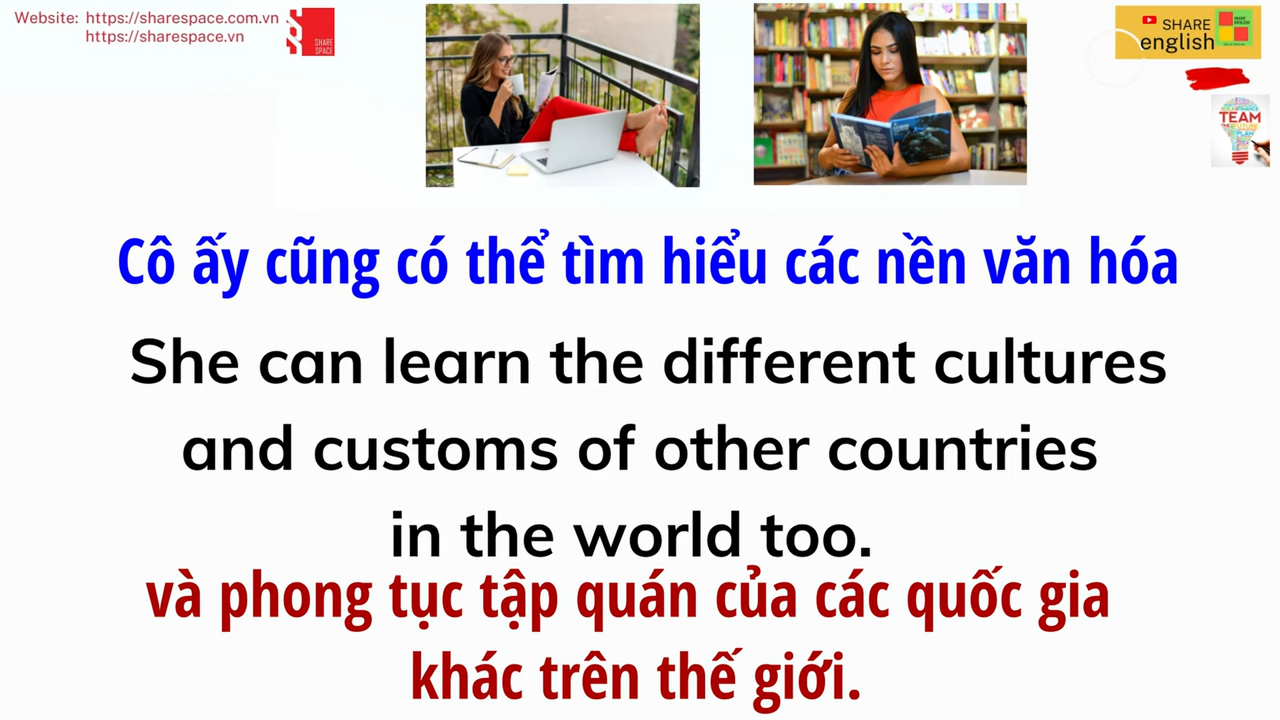 Website: https://sharespace.com.vn
https://sharespace.vn
SHARE
SPACE
SHARE
english
TEAM
PLAN
Cô ấy cũng có thể tìm hiểu các nền văn hóa
She can learn the different cultures
and customs of other countries
in the world too.
và phong tục tập quán của các quốc gia
khác trên thế giới.